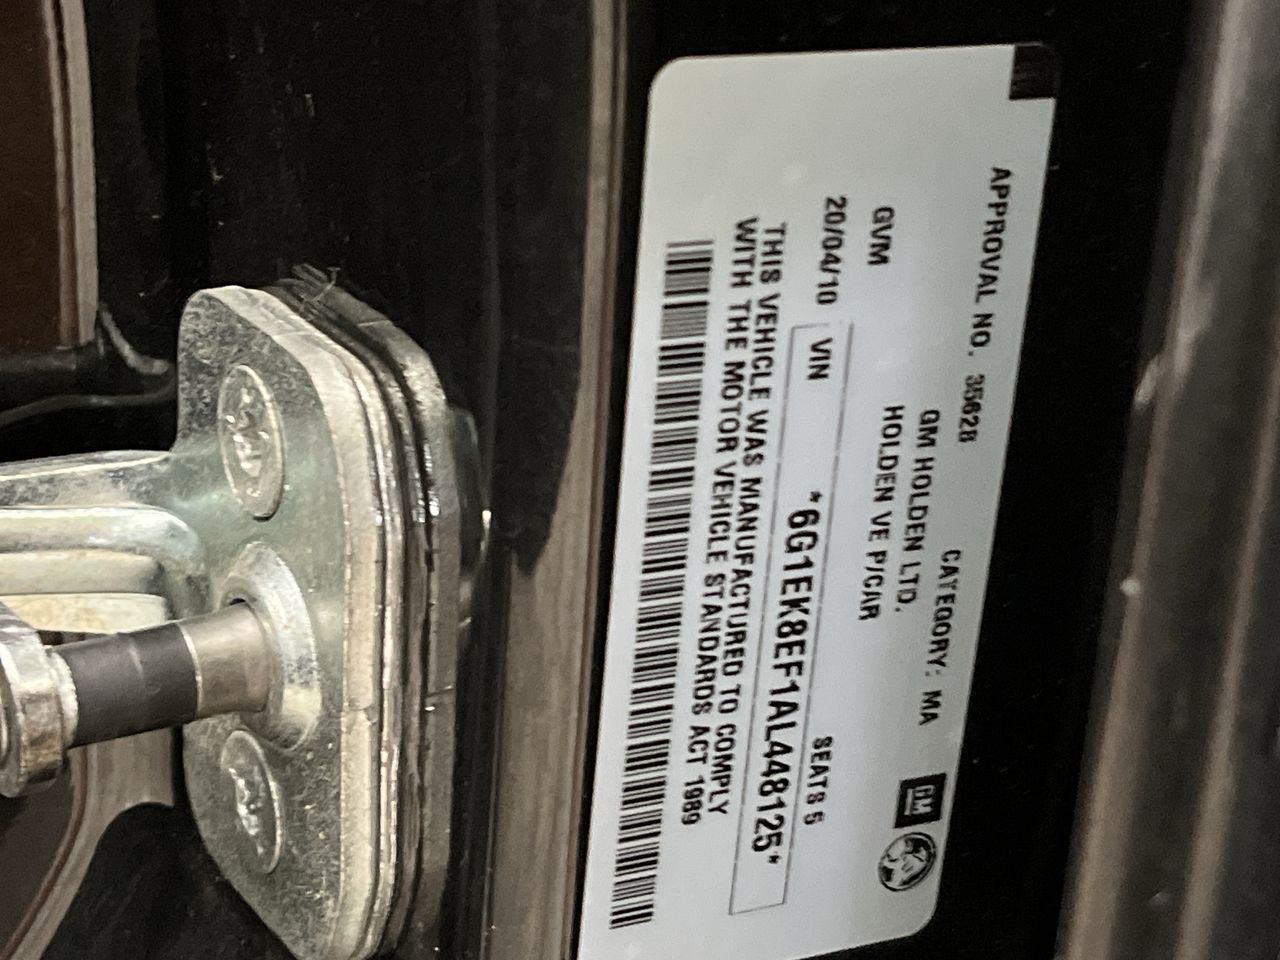 APPROVAL NO. 35628 CATEGORY: MA
GM
GM HOLDEN LTD.
HOLDEN VE P/CAR
GVM
SEATS 5
20/04/10 VIN *6G1EK8EF1AL448125*
THIS VEHICLE WAS MANUFACTURED TO COMPLY
WITH THE MOTOR VEHICLE STANDARDS ACT 1989